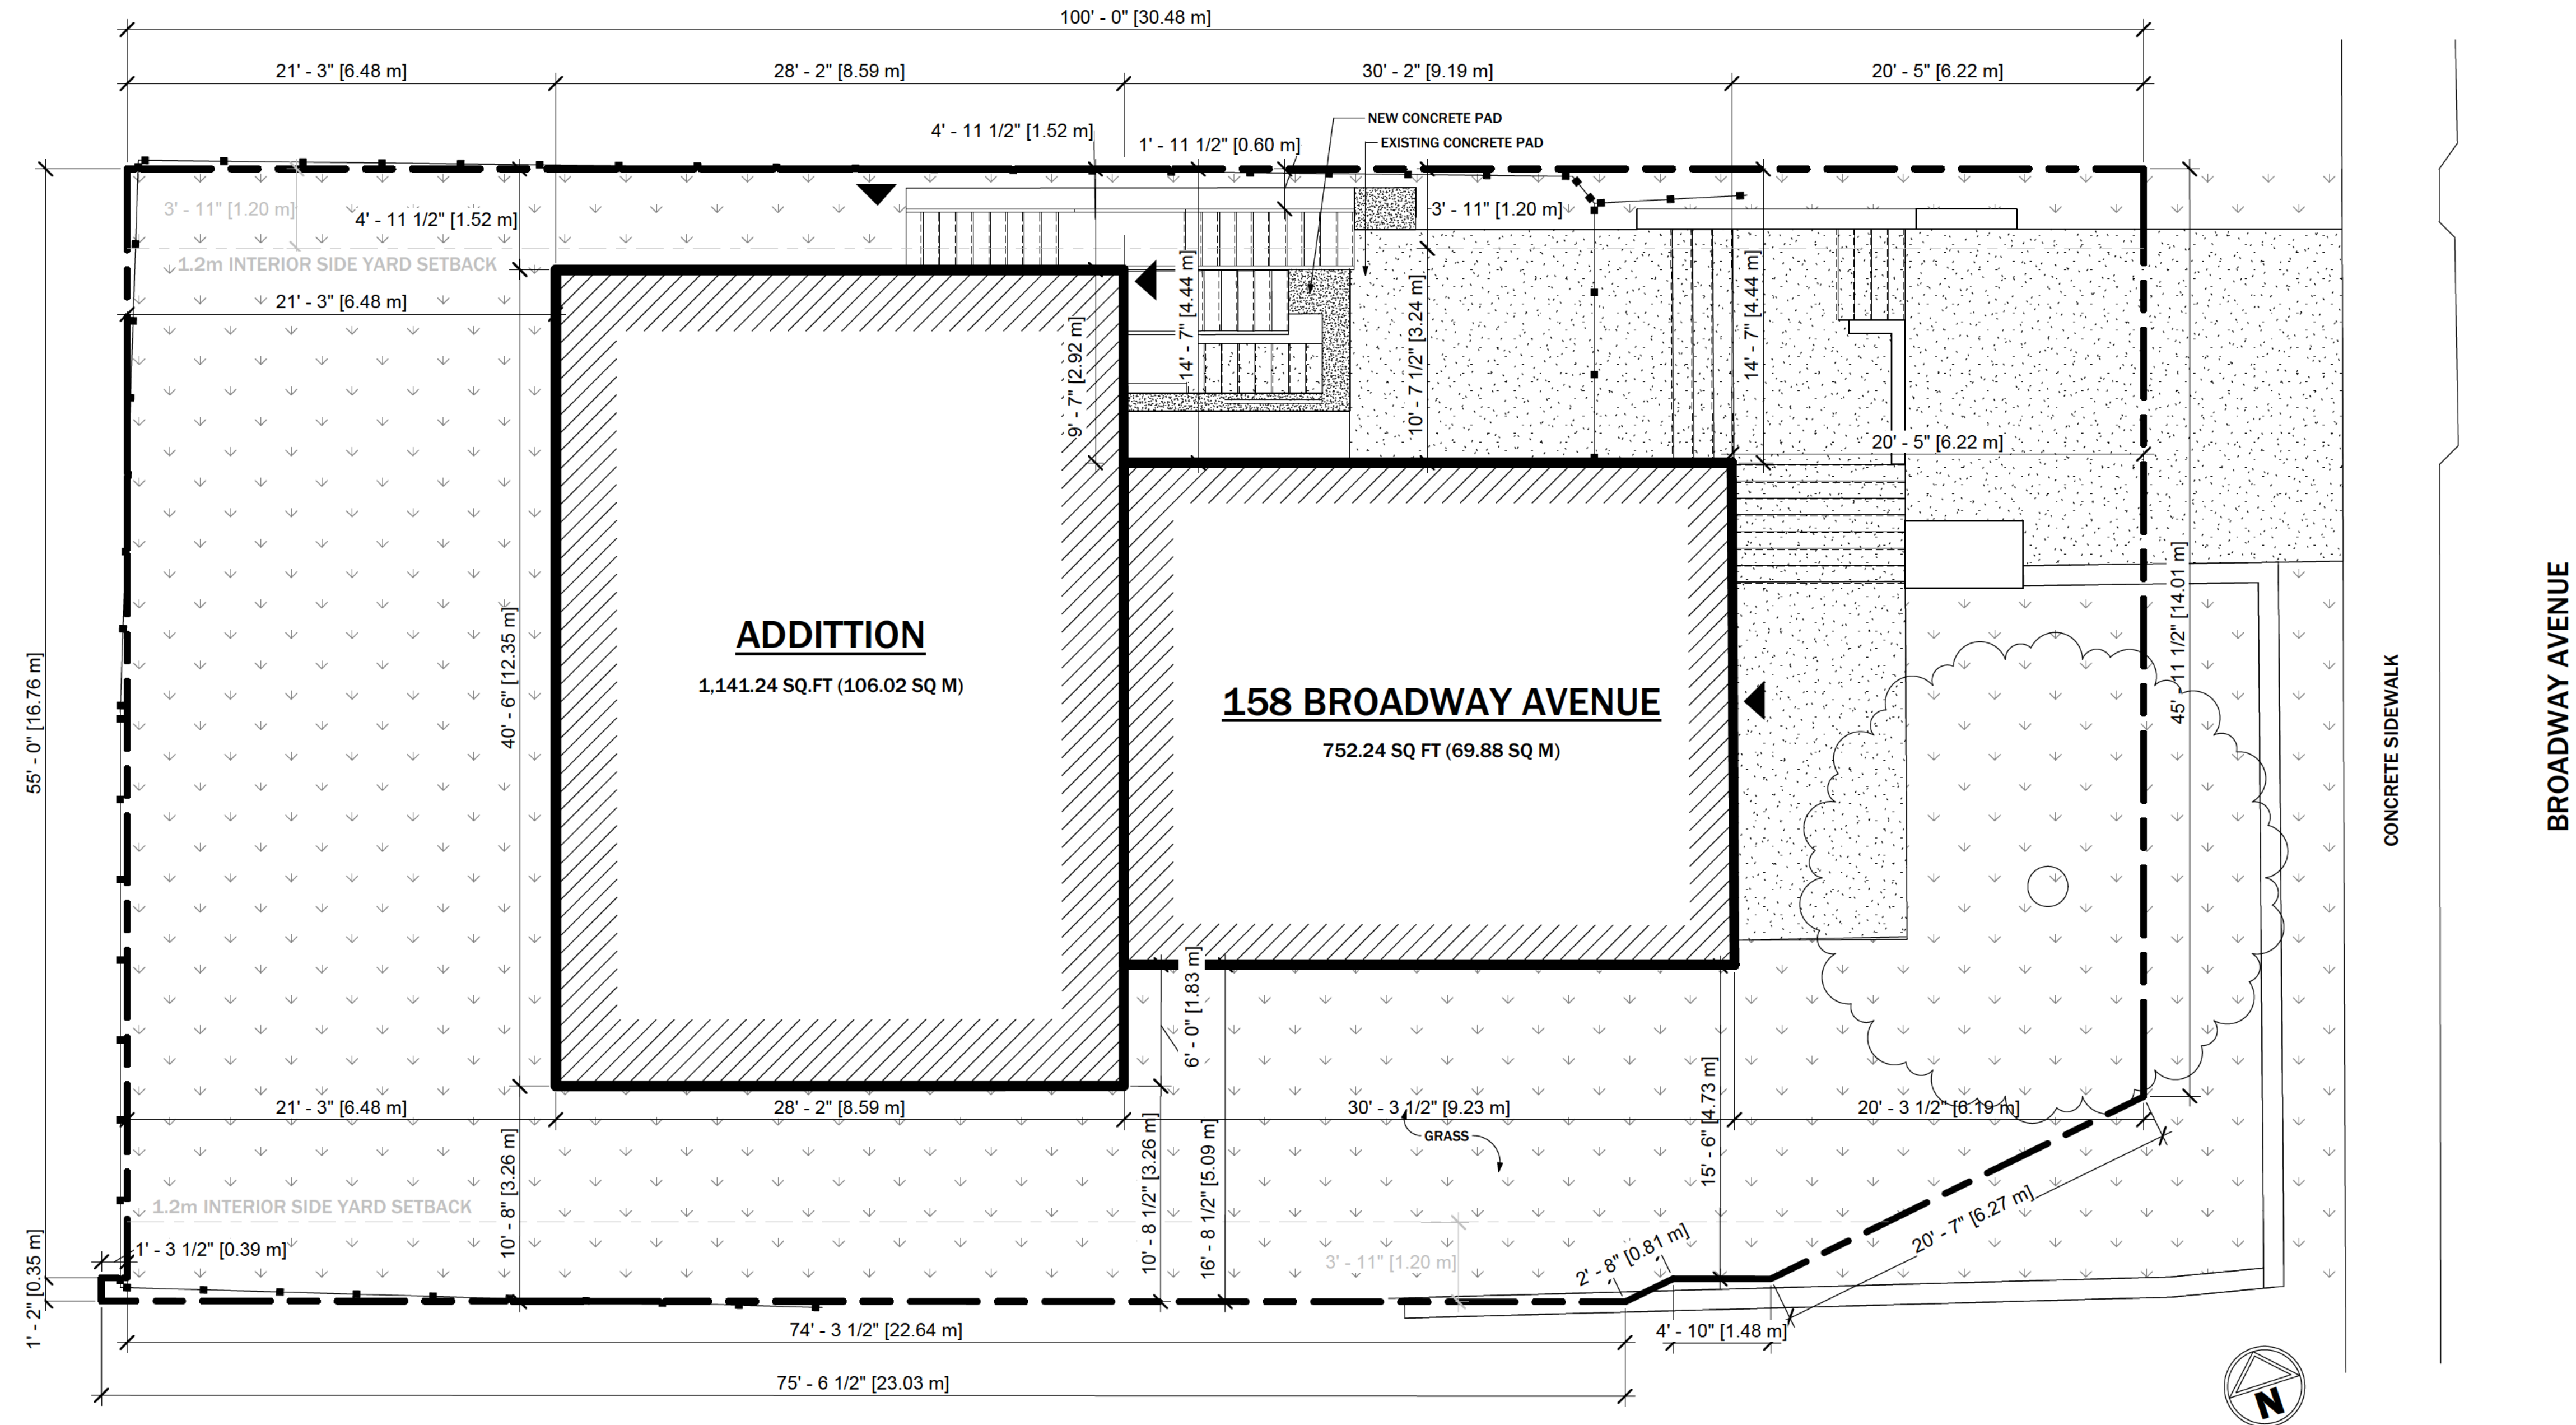 100' - 0" [30.48 m]
21' - 3" [6.48 m]
28' - 2" [8.59 m]
30' - 2" [9.19 m]
20' - 5" [6.22 m]
4' - 11 1/2" [1.52 m]
1' - 11 1/2" [0.60 m]
NEW CONCRETE PAD
EXISTING CONCRETE PAD
3' - 11" [1.20 m]
4' - 11 1/2" [1.52 m]
3' - 11" [1.20 m]
1.2m INTERIOR SIDE YARD SETBACK
21' - 3" [6.48 m]
14' - 7" [4.44 m]
14' - 7" [4.44 m]
9' - 7" [2.92 m]
10' - 7 1/2" [3.24 m]
20' - 5" [6.22 m]
55' - 0" [16.76 m]
40' - 6" [12.35 m]
ADDITTION
1,141.24 SQ.FT (106.02 SQ M)
158 BROADWAY AVENUE
752.24 SQ FT (69.88 SQ M)
45' - 11 1/2" [14.01 m]
CONCRETE SIDEWALK
BROADWAY AVENUE
6' - 0" [1.83 m]
21' - 3" [6.48 m]
28' - 2" [8.59 m]
30' - 3 1/2" [9.23 m]
20' - 3 1/2" [6.19 m]
GRASS
15' - 6" [4.73 m]
10' - 8" [3.26 m]
10' - 8 1/2" [3.26 m]
16' - 8 1/2" [5.09 m]
1.2m INTERIOR SIDE YARD SETBACK
1' - 3 1/2" [0.39 m]
1' - 2" [0.35 m]
3' - 11" [1.20 m]
2' - 8" [0.81 m]
20' - 7" [6.27 m]
74' - 3 1/2" [22.64 m]
4' - 10" [1.48 m]
75' - 6 1/2" [23.03 m]
N